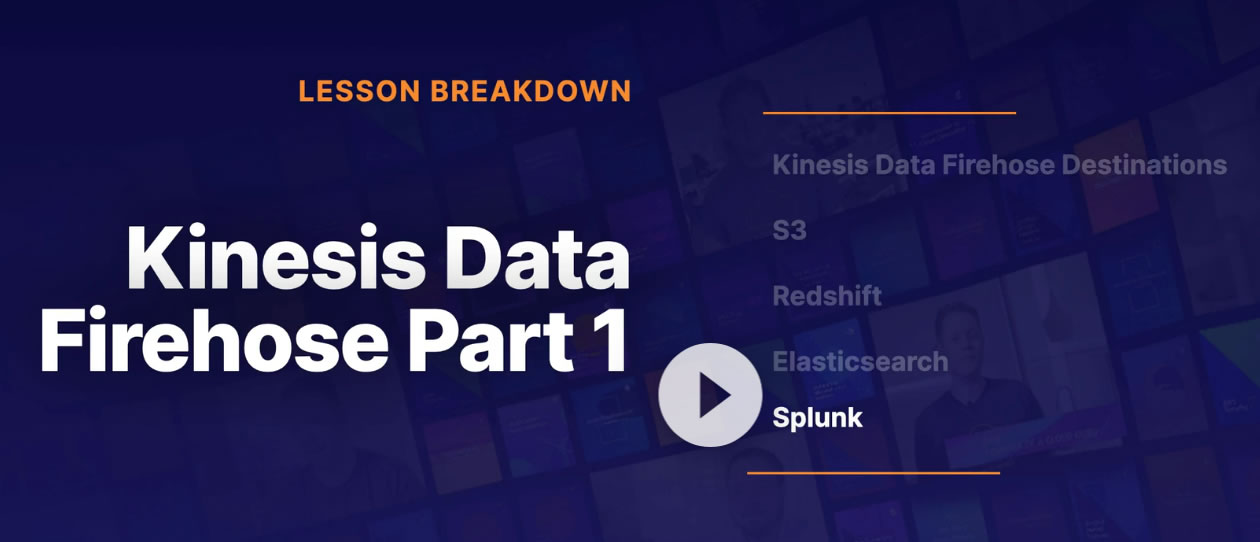 LESSON BREAKDOWN
Kinesis Data
Firehose Part 1
Kinesis Data Firehose Destinations
S3
Redshift
Elasticsearch
Splunk